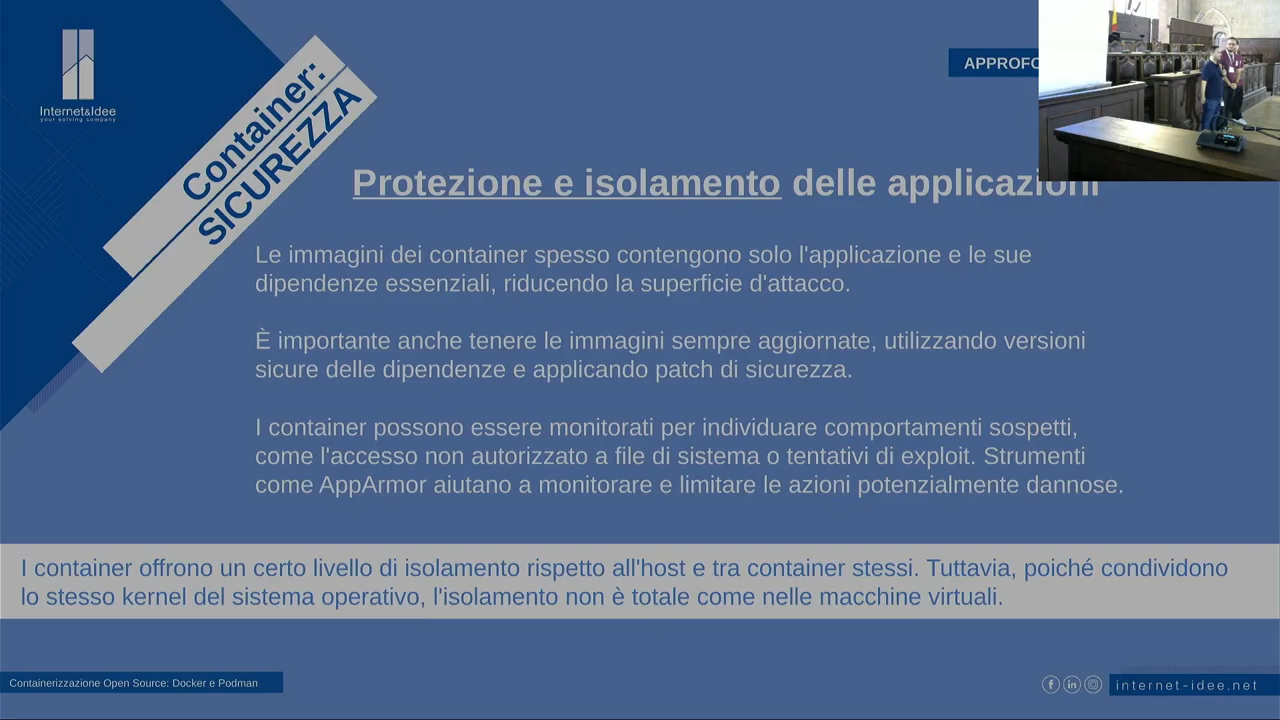 Internet&Idee
your solving company
Container:
SICUREZZA
Protezione e isolamento delle applicazioni
Le immagini dei container spesso contengono solo l'applicazione e le sue
dipendenze essenziali, riducendo la superficie d'attacco.
È importante anche tenere le immagini sempre aggiornate, utilizzando versioni
sicure delle dipendenze e applicando patch di sicurezza.
I container possono essere monitorati per individuare comportamenti sospetti,
come l'accesso non autorizzato a file di sistema o tentativi di exploit. Strumenti
come AppArmor aiutano a monitorare e limitare le azioni potenzialmente dannose.
I container offrono un certo livello di isolamento rispetto all'host e tra container stessi. Tuttavia, poiché condividono
lo stesso kernel del sistema operativo, l'isolamento non è totale come nelle macchine virtuali.
Containerizzazione Open Source: Docker e Podman
internet-idee.net